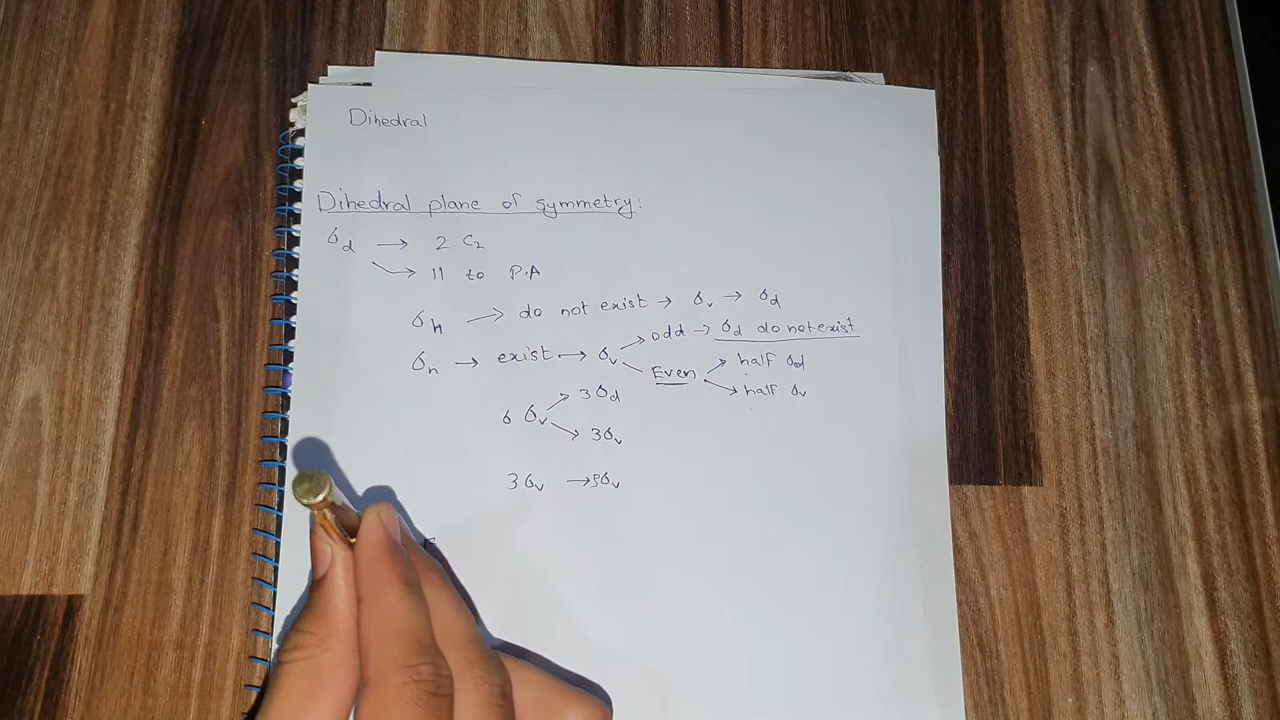 Dihedral
Dihedral plane of symmetry:
σd → 2 C2
→ 11 to P.A
σh → do not exist → σv → σd
σh → exist → σv → odd → σd do not exist
Even → half σd
→ half σv
6 σv → 3σd
→ 3σv
3σv → 3σv